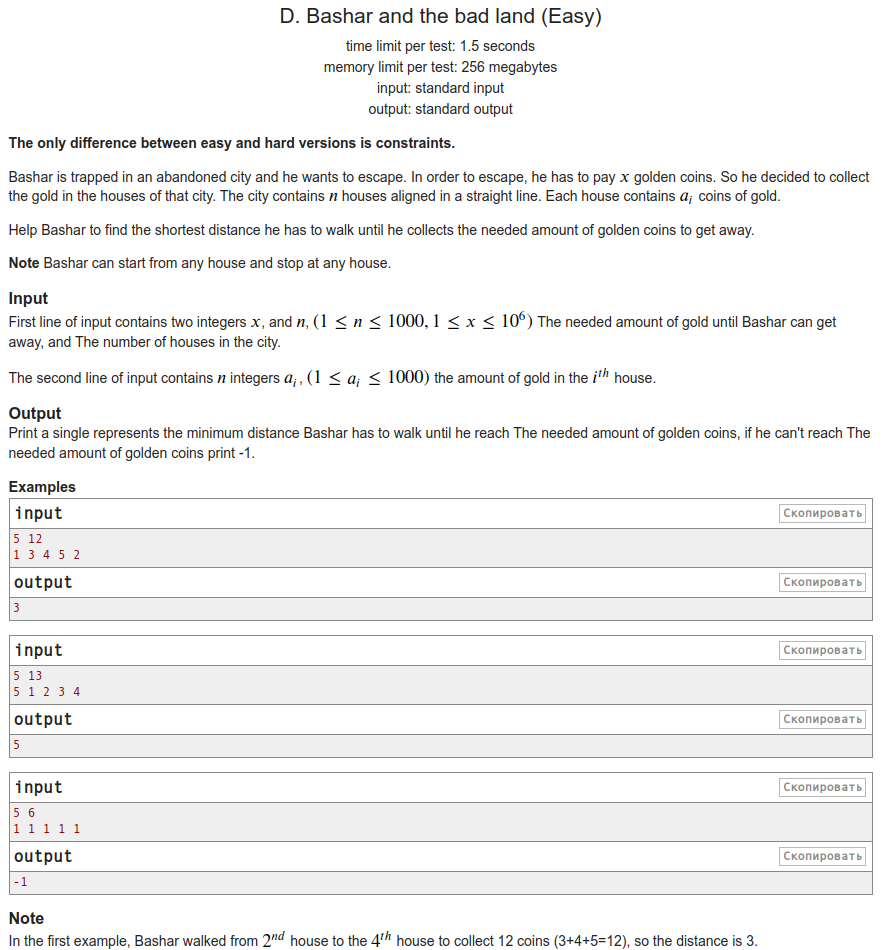 D. Bashar and the bad land (Easy)
time limit per test: 1.5 seconds
memory limit per test: 256 megabytes
input: standard input
output: standard output
The only difference between easy and hard versions is constraints.
Bashar is trapped in an abandoned city and he wants to escape. In order to escape, he has to pay x golden coins. So he decided to collect
the gold in the houses of that city. The city contains n houses aligned in a straight line. Each house contains a_i coins of gold.
Help Bashar to find the shortest distance he has to walk until he collects the needed amount of golden coins to get away.
Note Bashar can start from any house and stop at any house.
Input
First line of input contains two integers x, and n, (1 ≤ n ≤ 1000, 1 ≤ x ≤ 10^6) The needed amount of gold until Bashar can get
away, and The number of houses in the city.
The second line of input contains n integers a_i, (1 ≤ a_i ≤ 1000) the amount of gold in the i^th house.
Output
Print a single represents the minimum distance Bashar has to walk until he reach The needed amount of golden coins, if he can't reach The
needed amount of golden coins print -1.
Examples
input Скопировать
5 12
1 3 4 5 2
output Скопировать
3
input Скопировать
5 13
5 1 2 3 4
output Скопировать
5
input Скопировать
5 6
1 1 1 1 1
output Скопировать
-1
Note
In the first example, Bashar walked from 2^nd house to the 4^th house to collect 12 coins (3+4+5=12), so the distance is 3.